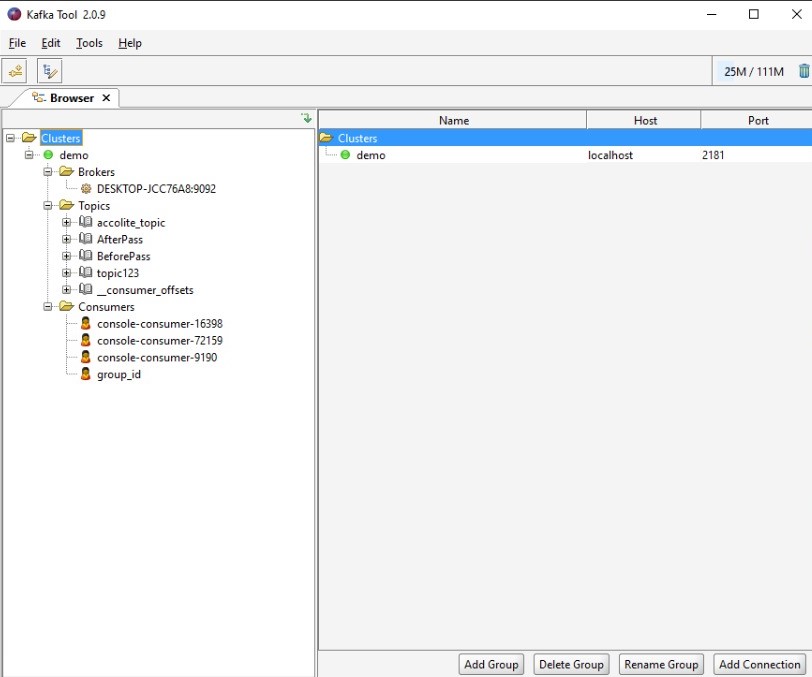 Kafka Tool 2.0.9
File Edit Tools Help
25M / 111M
Browser
Clusters
demo
Brokers
DESKTOP-JCC76A8:9092
Topics
accolite_topic
AfterPass
BeforePass
topic123
__consumer_offsets
Consumers
console-consumer-16398
console-consumer-72159
console-consumer-9190
group_id
Name Host Port
Clusters
demo localhost 2181
Add Group Delete Group Rename Group Add Connection